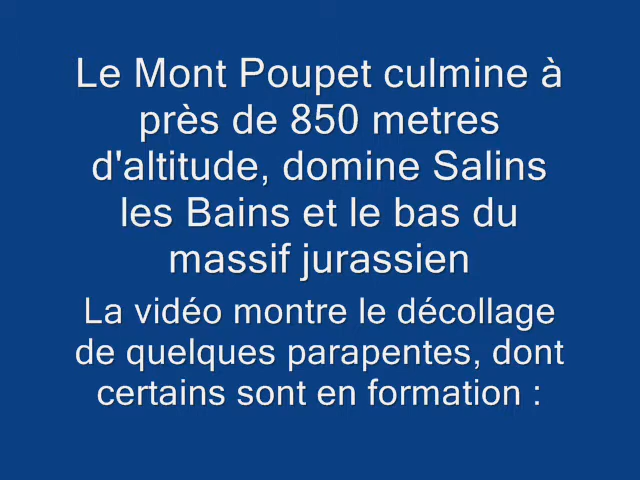 Le Mont Poupet culmine à
près de 850 metres
d'altitude, domine Salins
les Bains et le bas du
massif jurassien
La vidéo montre le décollage
de quelques parapentes, dont
certains sont en formation :